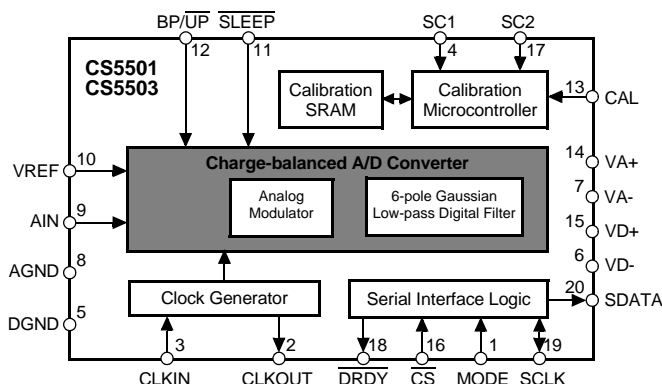 BP/UP SLEEP SC1 SC2
12 11 4 17
CS5501
CS5503
Calibration
SRAM
Calibration
Microcontroller
13 CAL
VREF 10
Charge-balanced A/D Converter
14 VA+
Analog
Modulator
6-pole Gaussian
Low-pass Digital Filter
7 VA-
AIN 9
15 VD+
AGND 8
6 VD-
Clock Generator
Serial Interface Logic
20 SDATA
DGND 5
3 2 18 16 1 19
CLKIN CLKOUT DRDY CS MODE SCLK